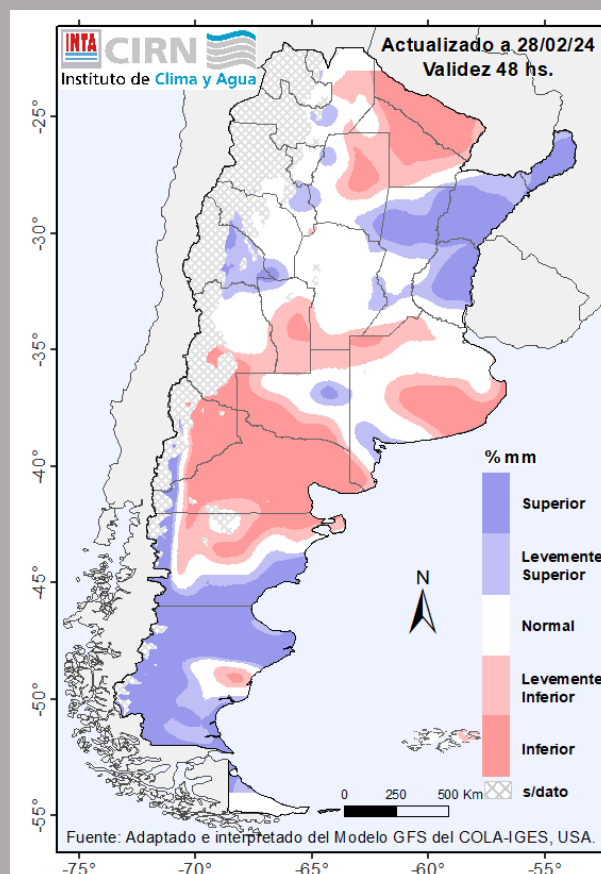 INTA CIRN
Instituto de Clima y Agua
Actualizado a 28/02/24
Validez 48 hs.
-25°
-30°
-35°
-40°
-45°
-50°
-55°
% mm
Superior
Levemente
Superior
Normal
Levemente
Inferior
Inferior
s/dato
N
0 250 500 Km
Fuente: Adaptado e interpretado del Modelo GFS del COLA-IGES, USA.
-75° -70° -65° -60° -55°